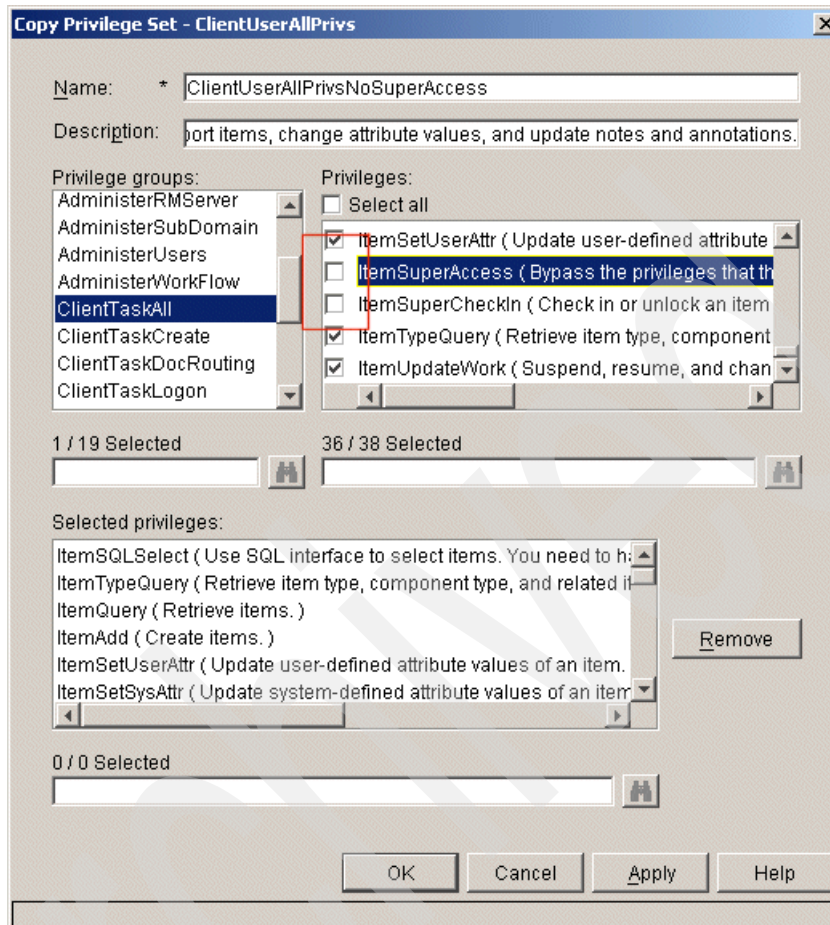 Copy Privilege Set - ClientUserAllPrivs
Name: * ClientUserAllPrivsNoSuperAccess
Description: port items, change attribute values, and update notes and annotations.
Privilege groups:
Privileges:
Select all
AdministerRMServer
AdministerSubDomain
AdministerUsers
AdministerWorkFlow
ClientTaskAll
ClientTaskCreate
ClientTaskDocRouting
ClientTaskLogon
ItemSetUserAttr ( Update user-defined attribute
ItemSuperAccess ( Bypass the privileges that th
ItemSuperCheckIn ( Check in or unlock an item
ItemTypeQuery ( Retrieve item type, component
ItemUpdateWork ( Suspend, resume, and chan
1 / 19 Selected
36 / 38 Selected
Selected privileges:
ItemSQLSelect ( Use SQL interface to select items. You need to ha
ItemTypeQuery ( Retrieve item type, component type, and related it
ItemQuery ( Retrieve items. )
ItemAdd ( Create items. )
ItemSetUserAttr ( Update user-defined attribute values of an item.
ItemSetSysAttr ( Update system-defined attribute values of an item
Remove
0 / 0 Selected
OK Cancel Apply Help